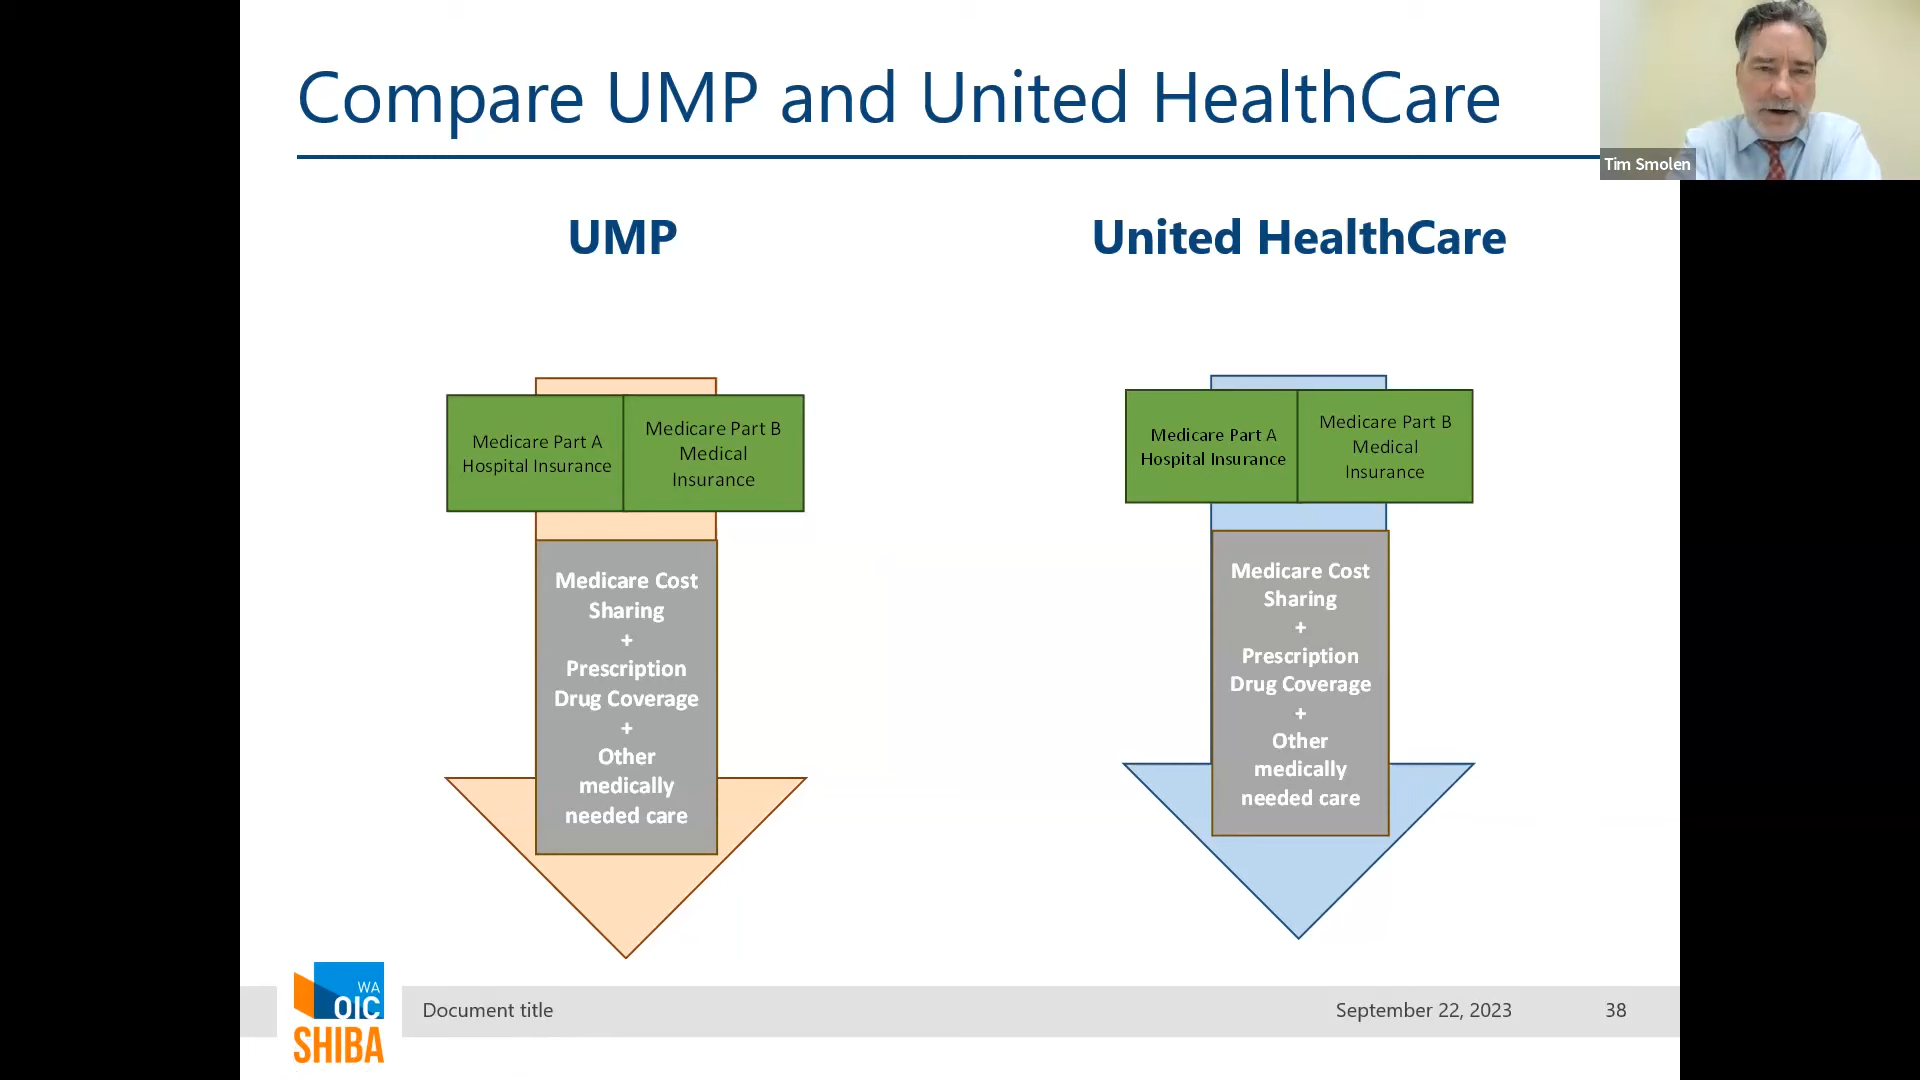 Compare UMP and United HealthCare
Tim Smolen
UMP
United HealthCare
Medicare Part A
Hospital Insurance
Medicare Part B
Medical
Insurance
Medicare Cost
Sharing
+
Prescription
Drug Coverage
+
Other
medically
needed care
Medicare Part A
Hospital Insurance
Medicare Part B
Medical
Insurance
Medicare Cost
Sharing
+
Prescription
Drug Coverage
+
Other
medically
needed care
WA
OIC
SHIBA
Document title
September 22, 2023
38